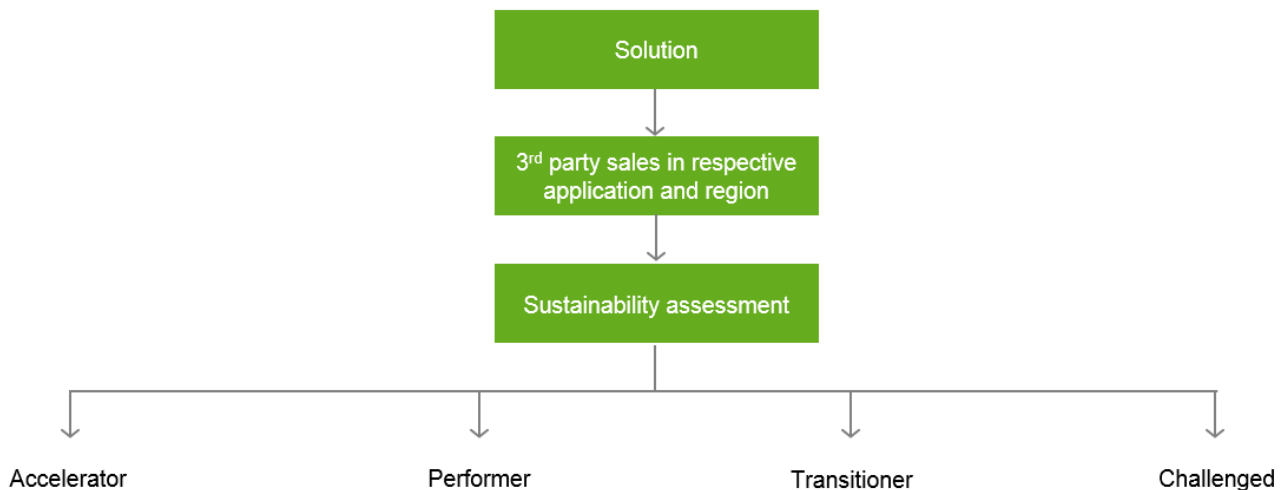 Solution
3rd party sales in respective
application and region
Sustainability assessment
Accelerator
Performer
Transitioner
Challenged